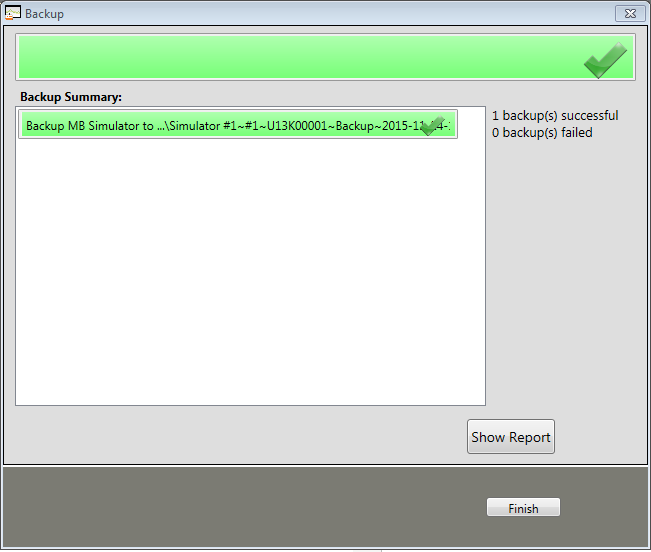 Backup
Backup Summary:
Backup MB Simulator to ...\Simulator #1~#1~U13K00001~Backup~2015-1
1 backup(s) successful
0 backup(s) failed
Show Report
Finish